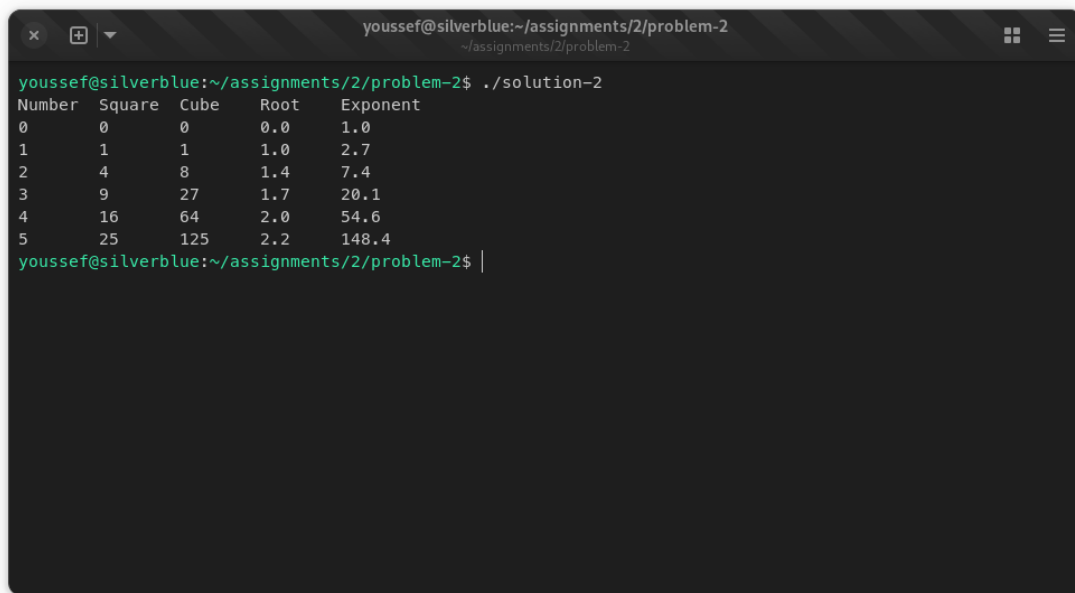 youssef@silverblue:~/assignments/2/problem-2
~/assignments/2/problem-2
youssef@silverblue:~/assignments/2/problem-2$ ./solution-2
Number  Square  Cube    Root    Exponent
0       0       0       0.0     1.0
1       1       1       1.0     2.7
2       4       8       1.4     7.4
3       9       27      1.7     20.1
4       16      64      2.0     54.6
5       25      125     2.2     148.4
youssef@silverblue:~/assignments/2/problem-2$